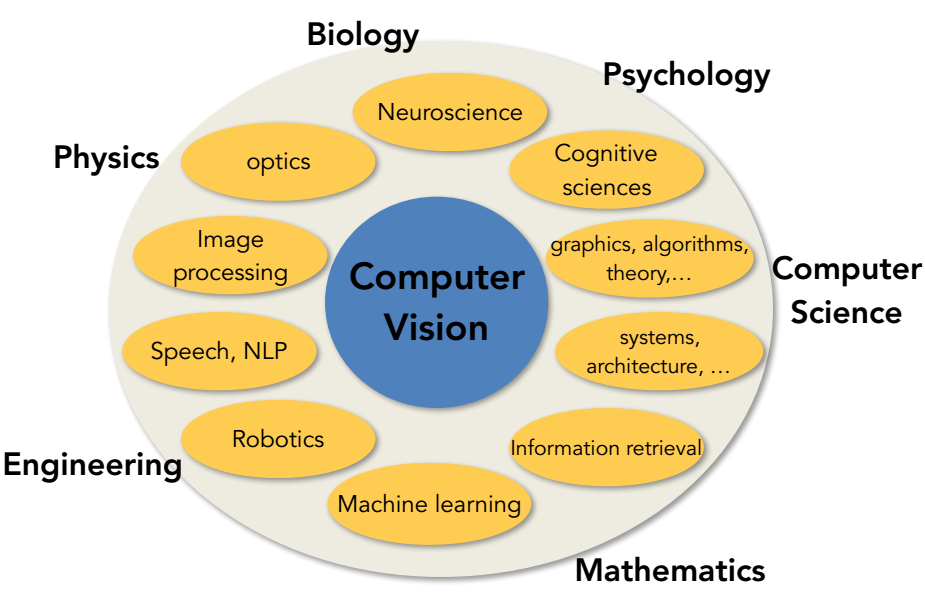 Biology
Psychology
Neuroscience
Physics
optics
Cognitive
sciences
Image
processing
graphics, algorithms,
theory,...
Computer
Vision
Computer
Science
Speech, NLP
systems,
architecture, ...
Robotics
Information retrieval
Engineering
Machine learning
Mathematics